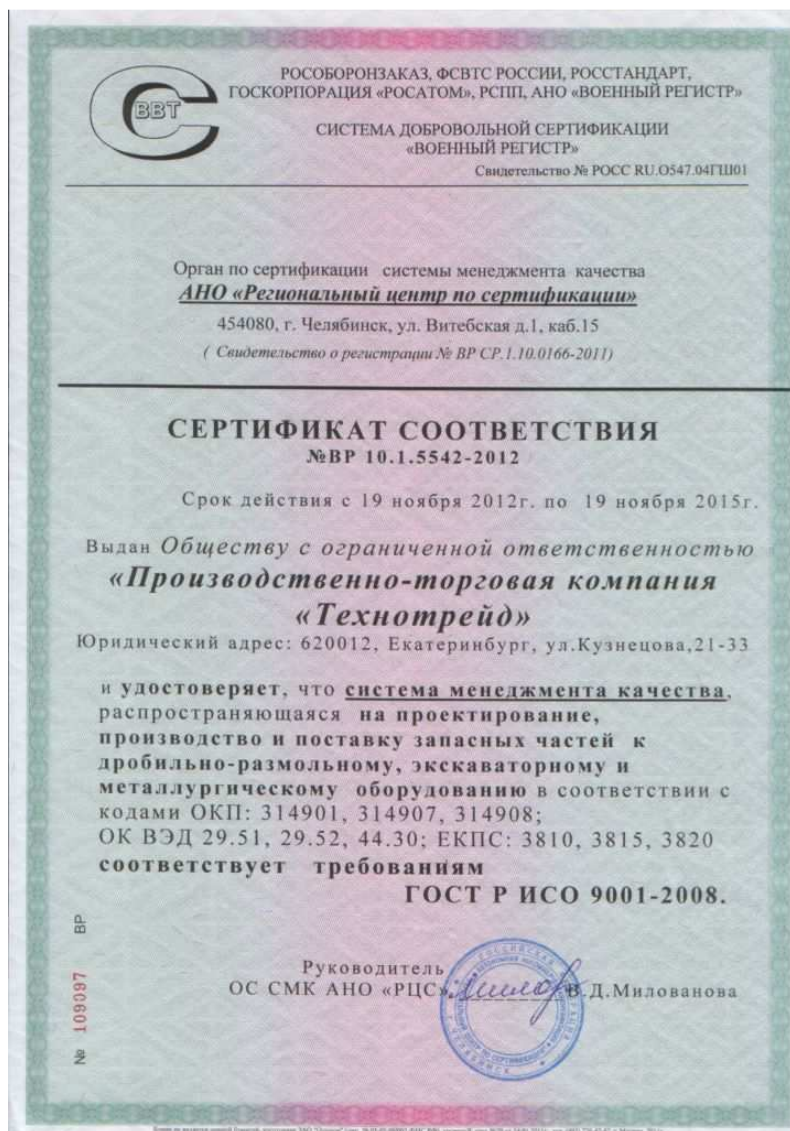 ВВТ
РОСОБОРОНЗАКАЗ, ФСВТС РОССИИ, РОССТАНДАРТ,
ГОСКОРПОРАЦИЯ «РОСАТОМ», РСПП, АНО «ВОЕННЫЙ РЕГИСТР»
СИСТЕМА ДОБРОВОЛЬНОЙ СЕРТИФИКАЦИИ
«ВОЕННЫЙ РЕГИСТР»
Свидетельство № РОСС RU.О547.04ГШ01
Орган по сертификации системы менеджмента качества
АНО «Региональный центр по сертификации»
454080, г. Челябинск, ул. Витебская д.1, каб.15
( Свидетельство о регистрации № ВР СР.1.10.0166-2011)
СЕРТИФИКАТ СООТВЕТСТВИЯ
№ВР 10.1.5542-2012
Срок действия с 19 ноября 2012г. по 19 ноября 2015г.
Выдан Обществу с ограниченной ответственностью
«Производственно-торговая компания
«Технотрейд»
Юридический адрес: 620012, Екатеринбург, ул.Кузнецова,21-33
и удостоверяет, что система менеджмента качества,
распространяющаяся на проектирование,
производство и поставку запасных частей к
дробильно-размольному, экскаваторному и
металлургическому оборудованию в соответствии с
кодами ОКП: 314901, 314907, 314908;
ОК ВЭД 29.51, 29.52, 44.30; ЕКПС: 3810, 3815, 3820
соответствует требованиям
ГОСТ Р ИСО 9001-2008.
Руководитель
ОС СМК АНО «РЦС» В.Д.Милованова
№ 109097 ВР